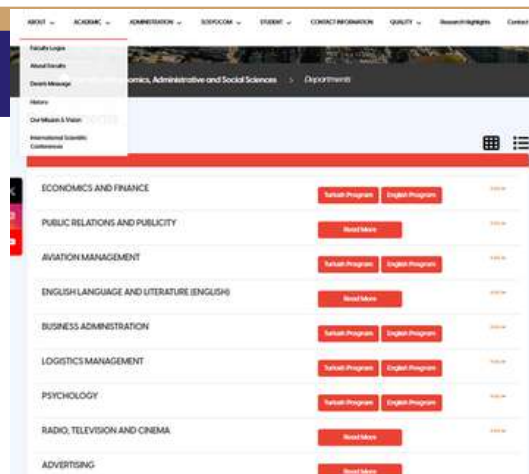 ABOUT ACADEMIC ADMINISTRATION SOSYOCOM STUDENT CONTACT INFORMATION QUALITY Research Highlights Contact
Faculty Logos
About Faculty
Dean's Message
History
Our Mission & Vision
International Scientific
Conferences
omics, Administrative and Social Sciences > Departments
ECONOMICS AND FINANCE Turkish Program English Program
PUBLIC RELATIONS AND PUBLICITY Read More
AVIATION MANAGEMENT Turkish Program English Program
ENGLISH LANGUAGE AND LITERATURE (ENGLISH) Read More
BUSINESS ADMINISTRATION Turkish Program English Program
LOGISTICS MANAGEMENT Turkish Program English Program
PSYCHOLOGY Turkish Program English Program
RADIO, TELEVISION AND CINEMA Read More
ADVERTISING Read More